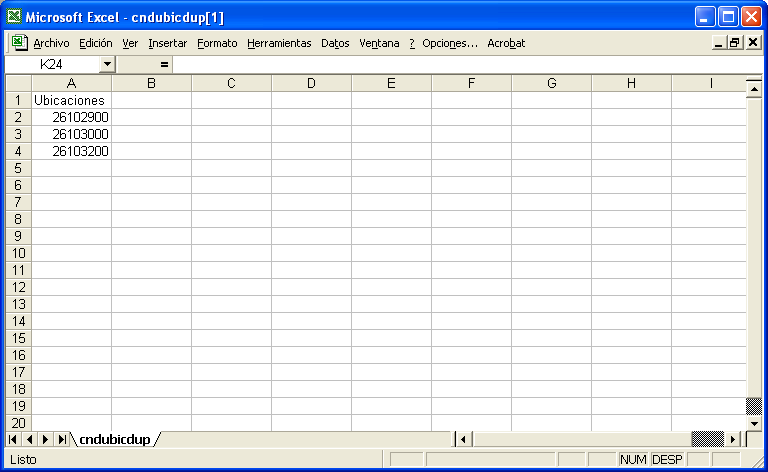 Microsoft Excel - cndubicdup[1]
Archivo Edición Ver Insertar Formato Herramientas Datos Ventana ? Opciones... Acrobat
K24 =
A B C D E F G H I
1 Ubicaciones
2 26102900
3 26103000
4 26103200
5
6
7
8
9
10
11
12
13
14
15
16
17
18
19
20
cndubicdup
Listo NUM DESP